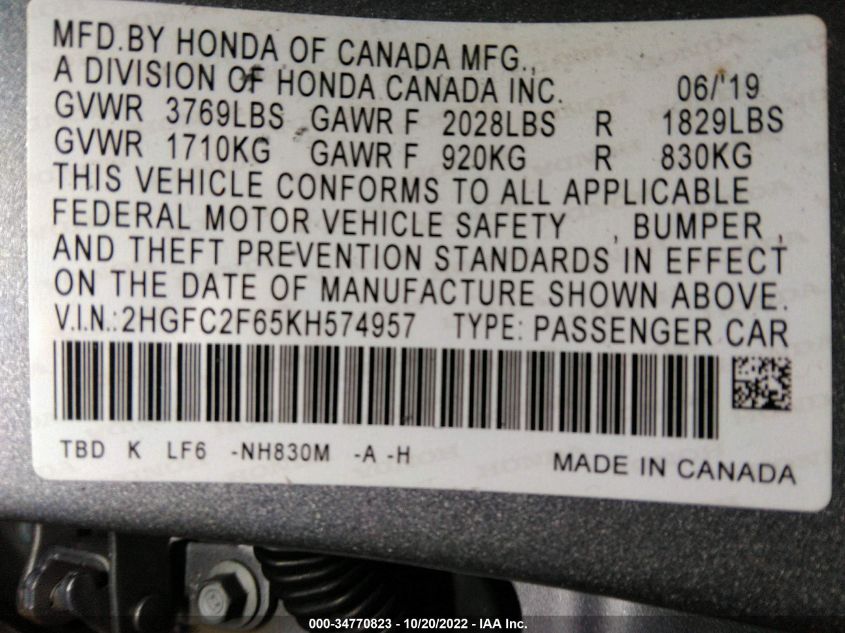 MFD.BY HONDA OF CANADA MFG.,
A DIVISION OF HONDA CANADA INC. 06/'19
GVWR 3769LBS GAWR F 2028LBS R 1829LBS
GVWR 1710KG GAWR F 920KG R 830KG
THIS VEHICLE CONFORMS TO ALL APPLICABLE
FEDERAL MOTOR VEHICLE SAFETY , BUMPER ,
AND THEFT PREVENTION STANDARDS IN EFFECT
ON THE DATE OF MANUFACTURE SHOWN ABOVE.
V.I.N.:2HGFC2F65KH574957 TYPE: PASSENGER CAR
TBD K LF6 -NH830M -A -H
MADE IN CANADA
000-34770823 - 10/20/2022 - IAA Inc.